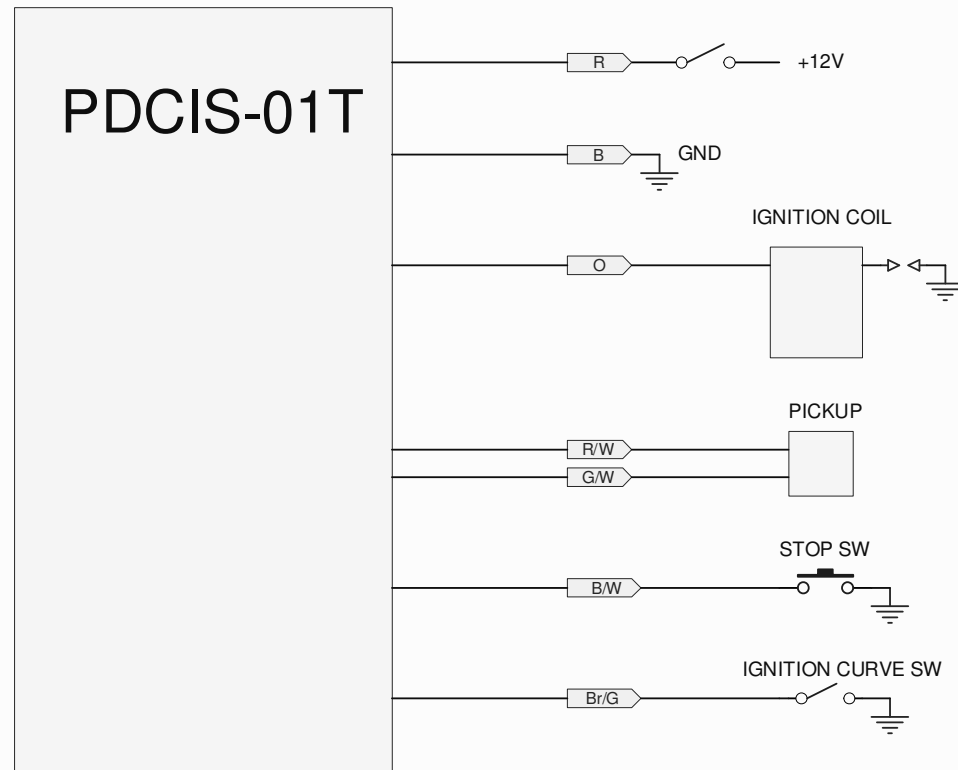 PDCIS-01T
R
+12V
B
GND
IGNITION COIL
O
PICKUP
R/W
G/W
STOP SW
B/W
IGNITION CURVE SW
Br/G